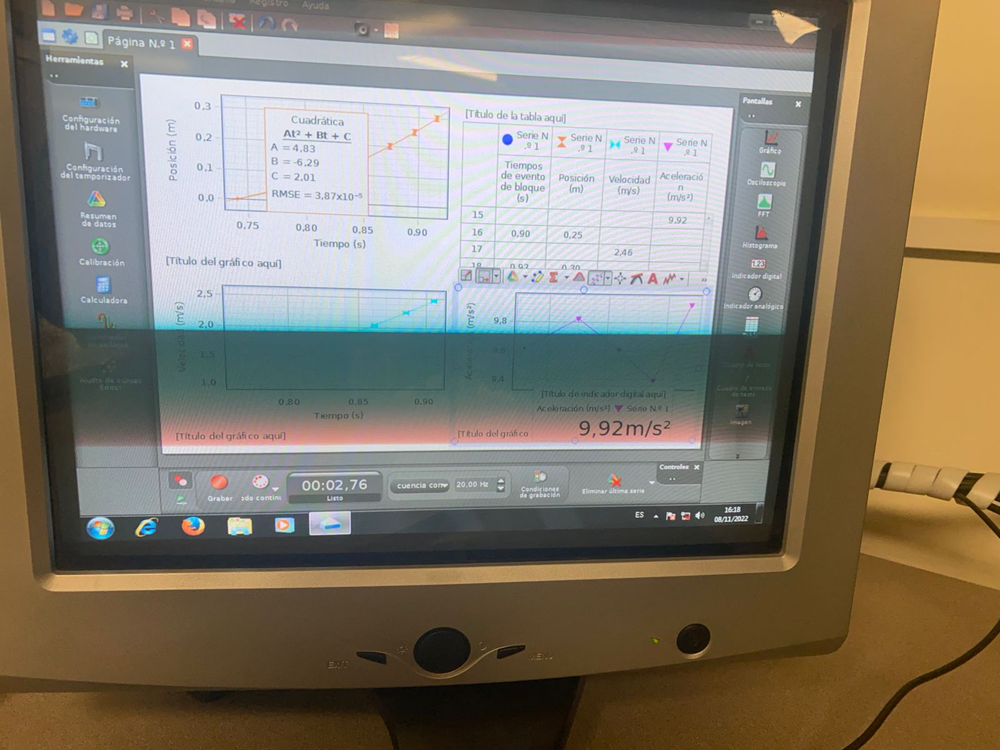 Registro Ayuda
Página N.º 1
Herramientas
Configuración
del hardware
Configuración
del temporizador
Resumen
de datos
Calibración
Calculadora
Ajuste de curvas
Editor
0,3
0,2
0,1
0,0
Posición (m)
Cuadrática
At² + Bt + C
A = 4,83
B = -6,29
C = 2,01
RMSE = 3,87x10⁻⁵
0,75 0,80 0,85 0,90
Tiempo (s)
[Título del gráfico aquí]
[Título de la tabla aquí]
Serie N
.º 1
Serie N
.º 1
Serie N
.º 1
Serie N
.º 1
Tiempos
de evento
de bloque
(s)
Posición
(m)
Velocidad
(m/s)
Aceleració
n
(m/s²)
15 9,92
16 0,90 0,25
17 2,46
18 0,92 0,30
2,5
2,0
1,5
1,0
Velocidad (m/s)
0,80 0,85 0,90
Tiempo (s)
[Título del gráfico aquí]
9,8
9,6
9,4
(m/s²)
[Título de indicador digital aquí]
Aceleración (m/s²) Serie N.º 1
9,92m/s²
[Título del gráfico
Pantallas
Gráfico
Osciloscopio
FFT
Histograma
1.23
Indicador digital
Indicador analógico
Cuadro de texto
Cuadro de entrada
de texto
Imagen
Controles
Grabar
odo continu
00:02,76
Listo
cuencia com
20,00 Hz
Condiciones
de grabación
Eliminar última serie
ES
16:18
08/11/2022
EXIT
MENU